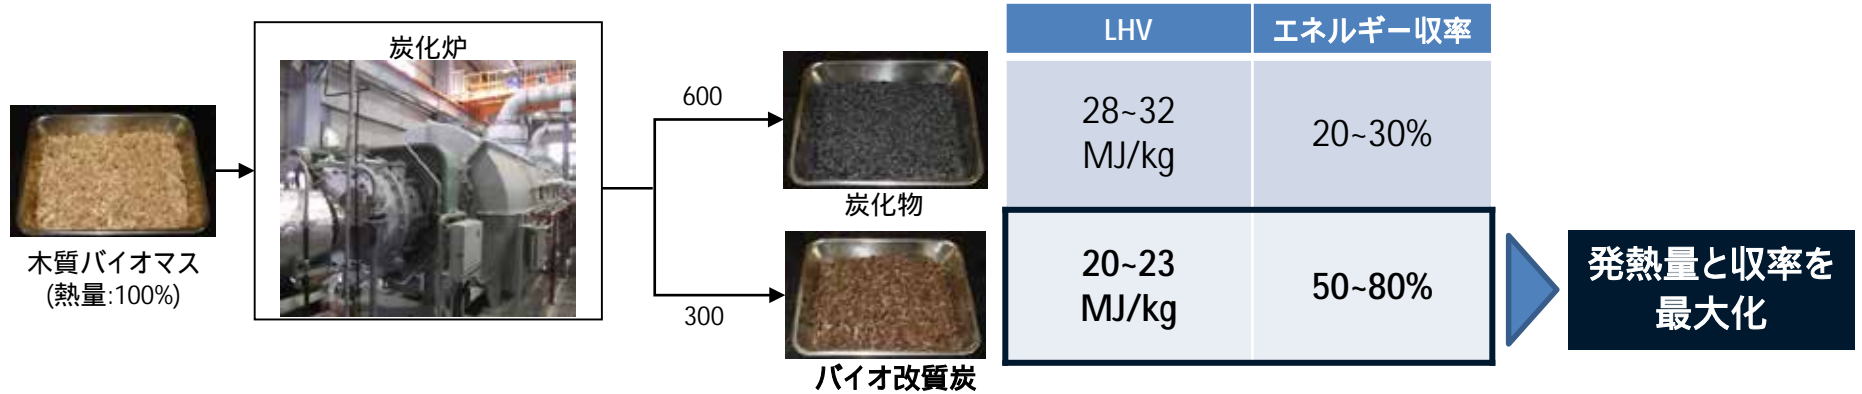 炭化炉
木質バイオマス
(熱量:100%)
600
炭化物
300
バイオ改質炭
LHV エネルギー収率
28~32
MJ/kg
20~30%
20~23
MJ/kg
50~80%
発熱量と収率を
最大化